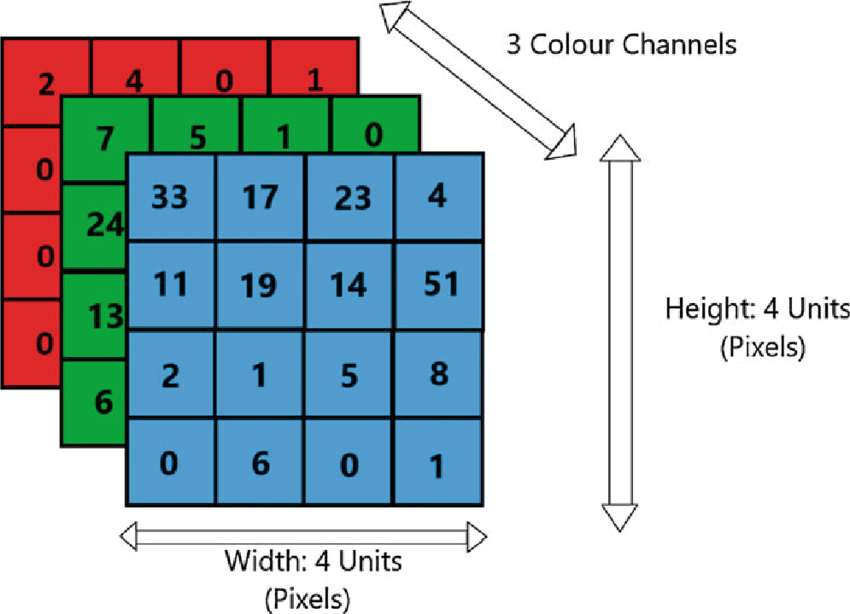 3 Colour Channels
2 4 0 1
7 5 1 0
0
33 17 23 4
24
0
11 19 14 51
13
0
2 1 5 8
6
0 6 0 1
Height: 4 Units
(Pixels)
Width: 4 Units
(Pixels)